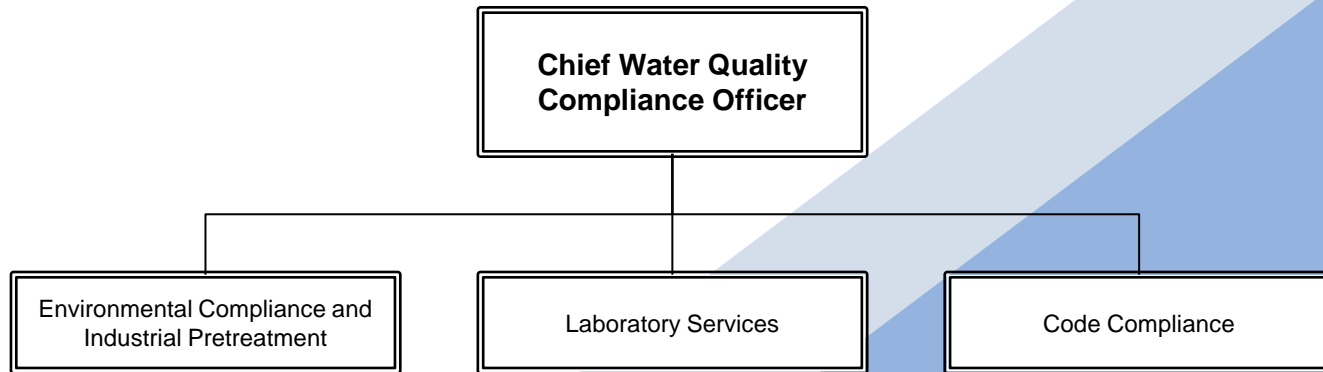 Chief Water Quality
Compliance Officer
Environmental Compliance and
Industrial Pretreatment
Laboratory Services
Code Compliance